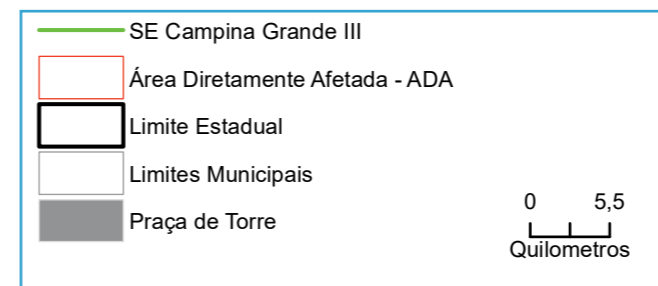 SE Campina Grande III
Área Diretamente Afetada - ADA
Limite Estadual
Limites Municipais
Praça de Torre
0 5,5
Quilometros